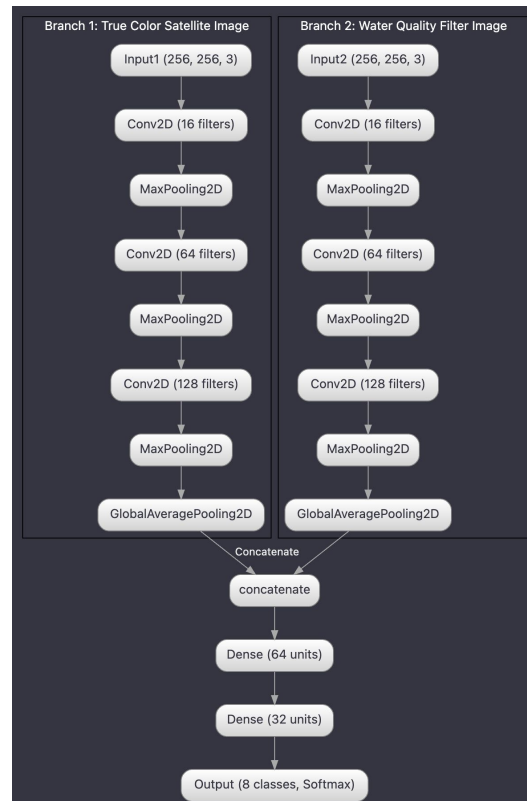 Branch 1: True Color Satellite Image
Input1 (256, 256, 3)
Conv2D (16 filters)
MaxPooling2D
Conv2D (64 filters)
MaxPooling2D
Conv2D (128 filters)
MaxPooling2D
GlobalAveragePooling2D
Branch 2: Water Quality Filter Image
Input2 (256, 256, 3)
Conv2D (16 filters)
MaxPooling2D
Conv2D (64 filters)
MaxPooling2D
Conv2D (128 filters)
MaxPooling2D
GlobalAveragePooling2D
Concatenate
concatenate
Dense (64 units)
Dense (32 units)
Output (8 classes, Softmax)